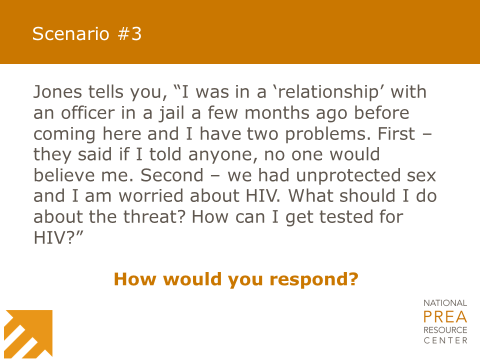 Scenario #3
Jones tells you, “I was in a ‘relationship’ with
an officer in a jail a few months ago before
coming here and I have two problems. First –
they said if I told anyone, no one would
believe me. Second – we had unprotected sex
and I am worried about HIV. What should I do
about the threat? How can I get tested for
HIV?”
How would you respond?
NATIONAL
PREA
RESOURCE
CENTER